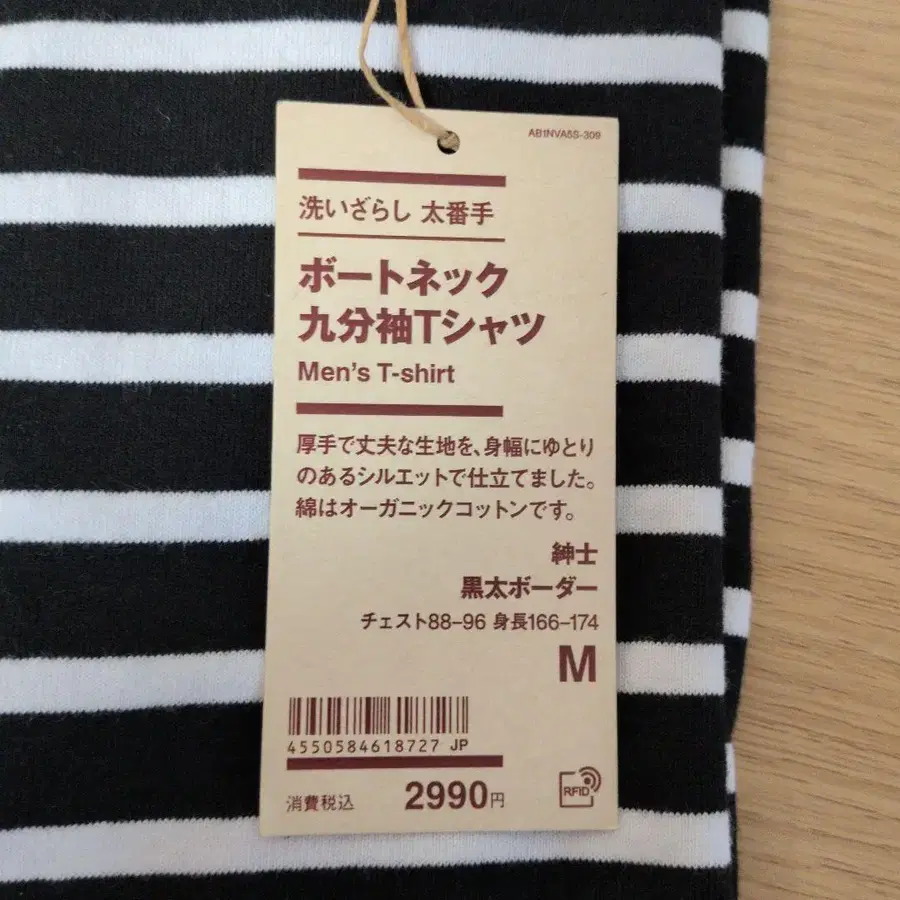 AB1NVA5S-309
洗いざらし 太番手
ボートネック
九分袖Tシャツ
Men's T-shirt
厚手で丈夫な生地を、身幅にゆとり
のあるシルエットで仕立てました。
綿はオーガニックコットンです。
紳士
黒太ボーダー
チェスト88-96 身長166-174
M
4550584618727 JP
消費税込 2990円
RFID